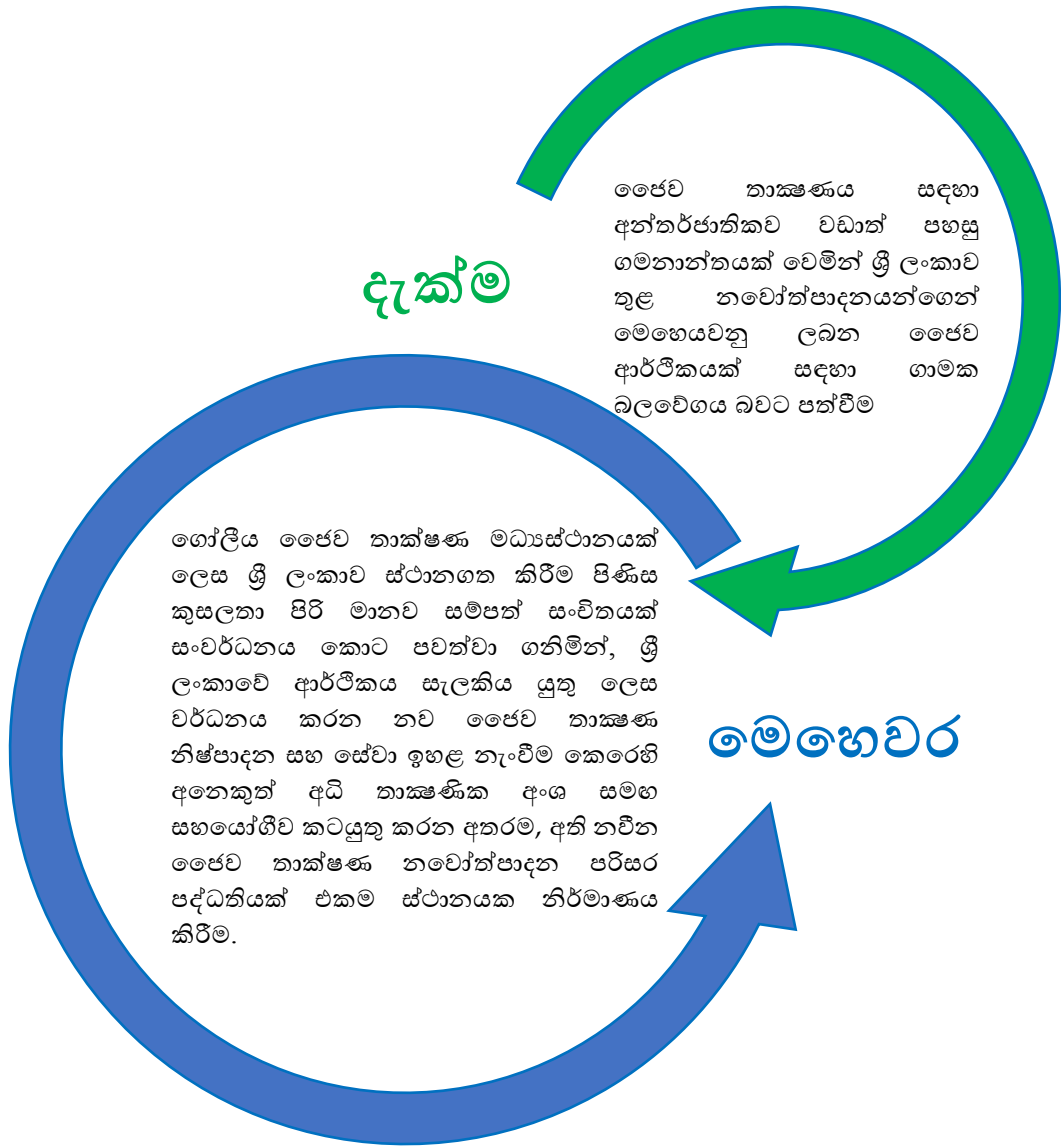 දැක්ම
ජෛව තාක්‍ෂණය සඳහා
අන්තර්ජාතිකව වඩාත් පහසු
ගමනාන්තයක් වෙමින් ශ්‍රී ලංකාව
තුළ නවෝත්පාදනයන්ගෙන්
මෙහෙයවනු ලබන ජෛව
ආර්ථිකයක් සඳහා ගාමක
බලවේගය බවට පත්වීම
මෙහෙවර
ගෝලීය ජෛව තාක්ෂණ මධ්‍යස්ථානයක්
ලෙස ශ්‍රී ලංකාව ස්ථානගත කිරීම පිණිස
කුසලතා පිරි මානව සම්පත් සංචිතයක්
සංවර්ධනය කොට පවත්වා ගනිමින්, ශ්‍රී
ලංකාවේ ආර්ථිකය සැලකිය යුතු ලෙස
වර්ධනය කරන නව ජෛව තාක්‍ෂණ
නිෂ්පාදන සහ සේවා ඉහළ නැංවීම කෙරෙහි
අනෙකුත් අධි තාක්‍ෂණික අංශ සමඟ
සහයෝගීව කටයුතු කරන අතරම, අති නවීන
ජෛව තාක්ෂණ නවෝත්පාදන පරිසර
පද්ධතියක් එකම ස්ථානයක නිර්මාණය
කිරීම.